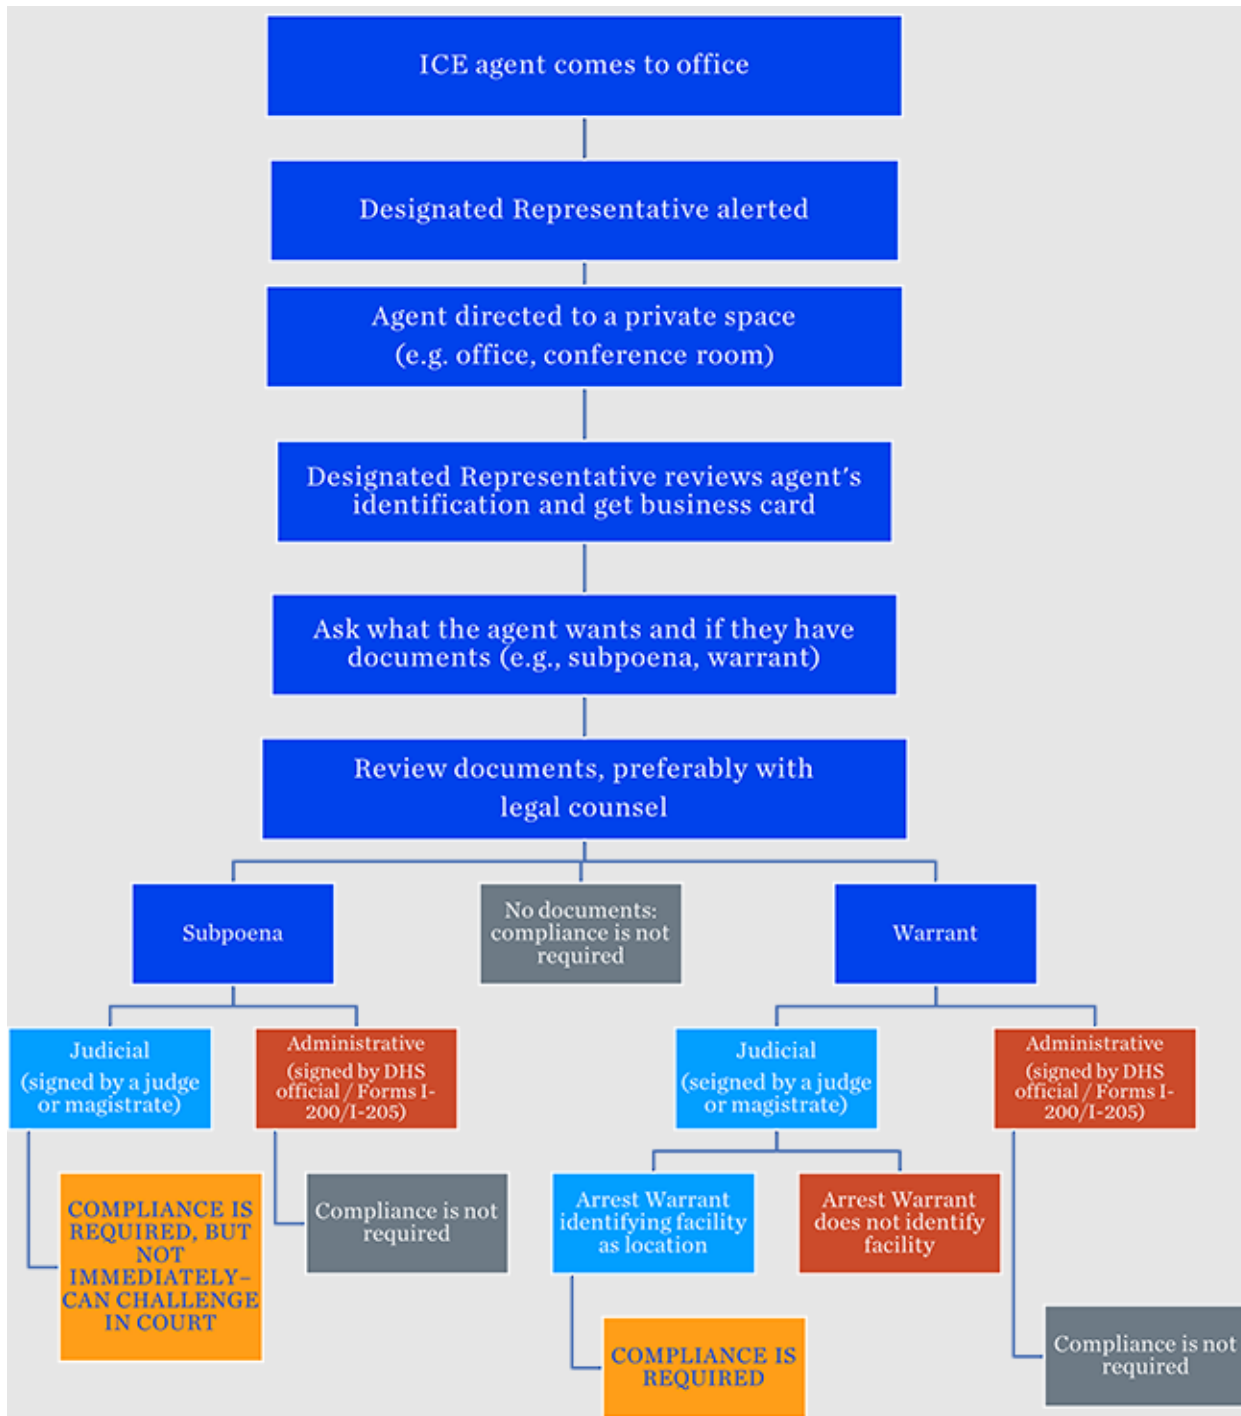 ICE agent comes to office
Designated Representative alerted
Agent directed to a private space
(e.g. office, conference room)
Designated Representative reviews agent's
identification and get business card
Ask what the agent wants and if they have
documents (e.g., subpoena, warrant)
Review documents, preferably with
legal counsel
Subpoena
No documents:
compliance is not
required
Warrant
Judicial
(signed by a judge
or magistrate)
Administrative
(signed by DHS
official / Forms I-
200/I-205)
Judicial
(seigned by a judge
or magistrate)
Administrative
(signed by DHS
official / Forms I-
200/I-205)
COMPLIANCE IS
REQUIRED, BUT
NOT
IMMEDIATELY–
CAN CHALLENGE
IN COURT
Compliance is not
required
Arrest Warrant
identifying facility
as location
Arrest Warrant
does not identify
facility
COMPLIANCE IS
REQUIRED
Compliance is not
required